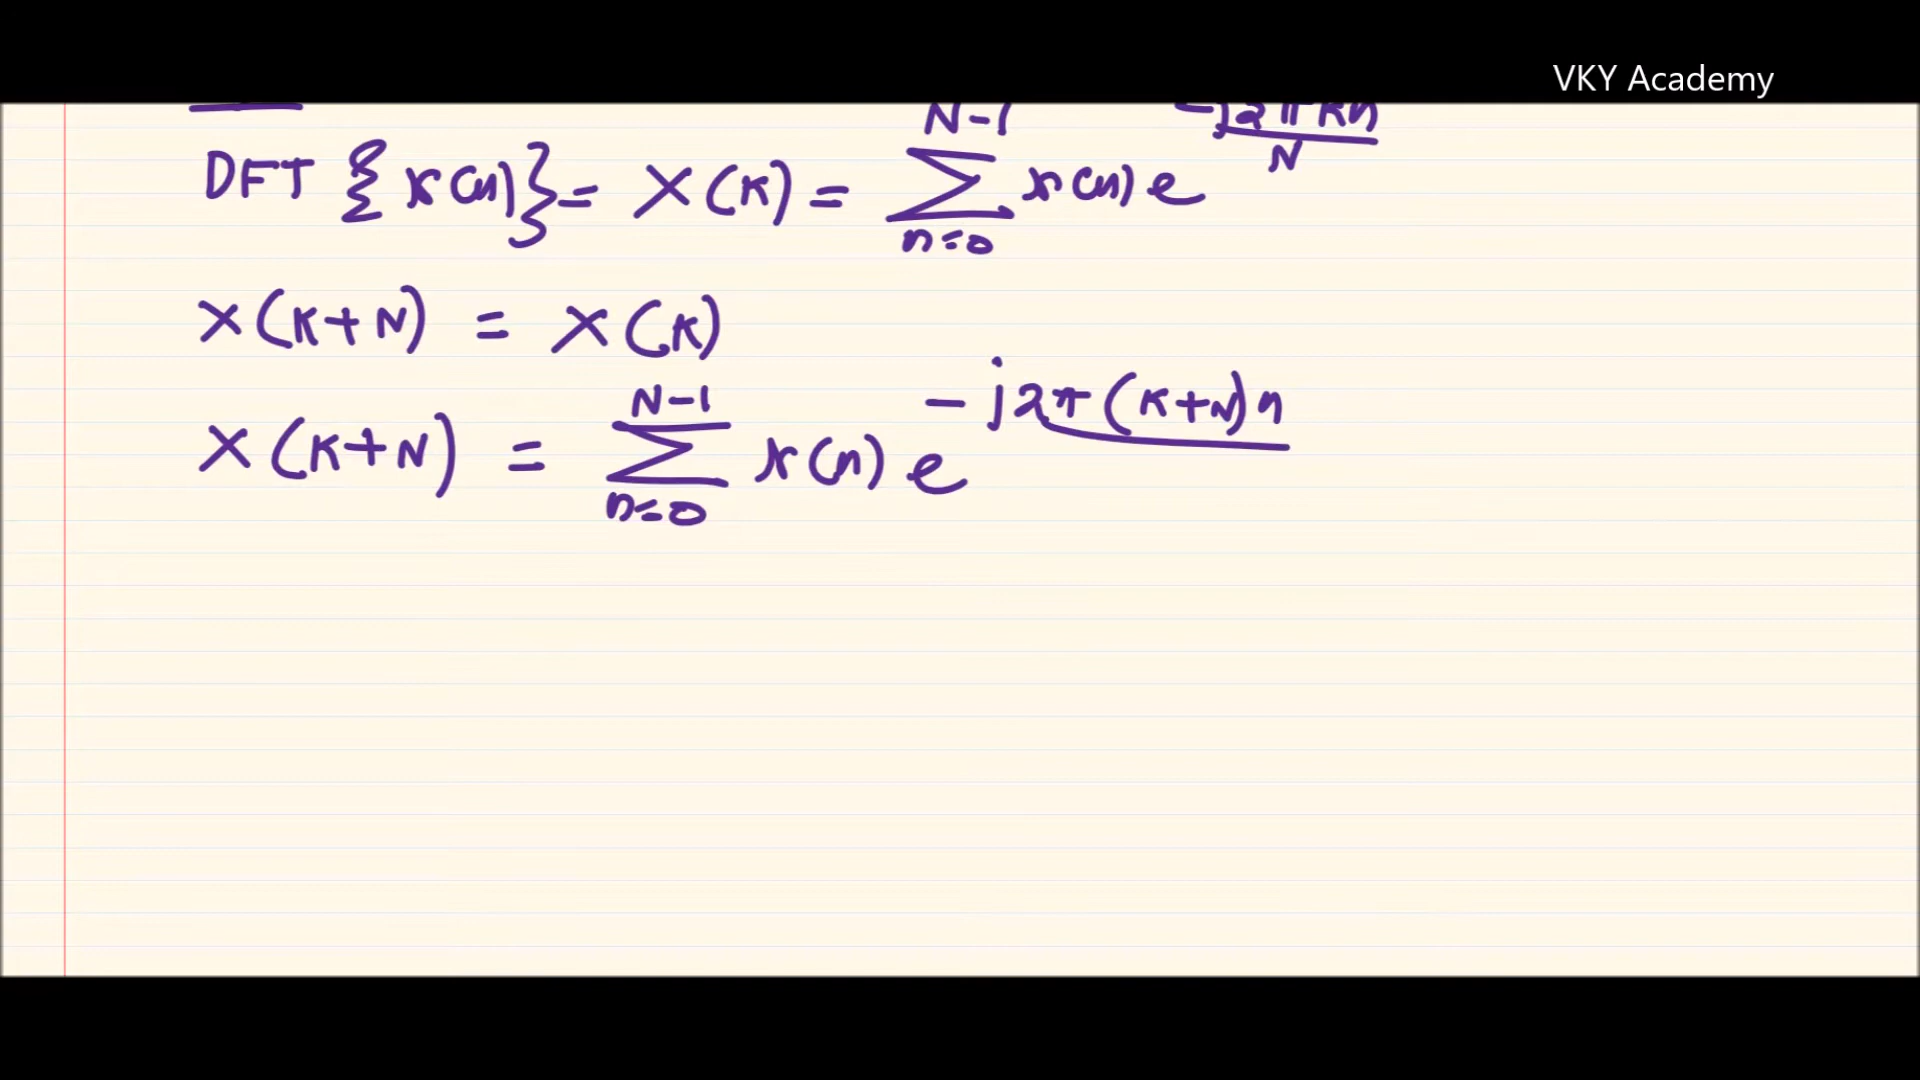 VKY Academy
DFT {x(n)} = X(K) = N-1 Σ n=0 x(n) e -j2πKn/N
X(K+N) = X(K)
X(K+N) = N-1 Σ n=0 x(n) e -j2π(K+N)n